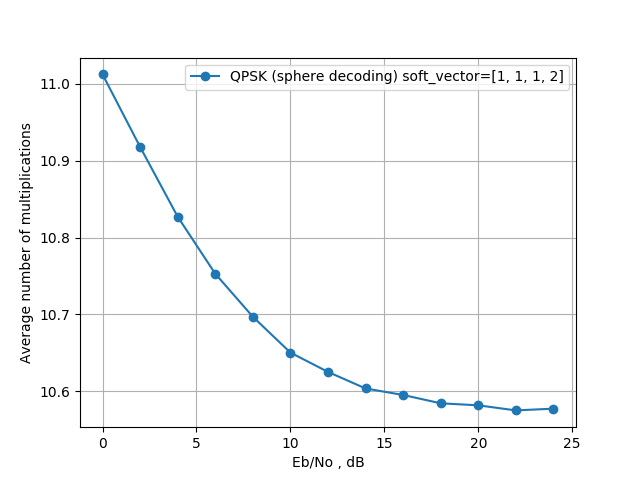 QPSK (sphere decoding) soft_vector=[1, 1, 1, 2]
11.0
10.9
10.8
10.7
10.6
Average number of multiplications
0 5 10 15 20 25
Eb/No , dB